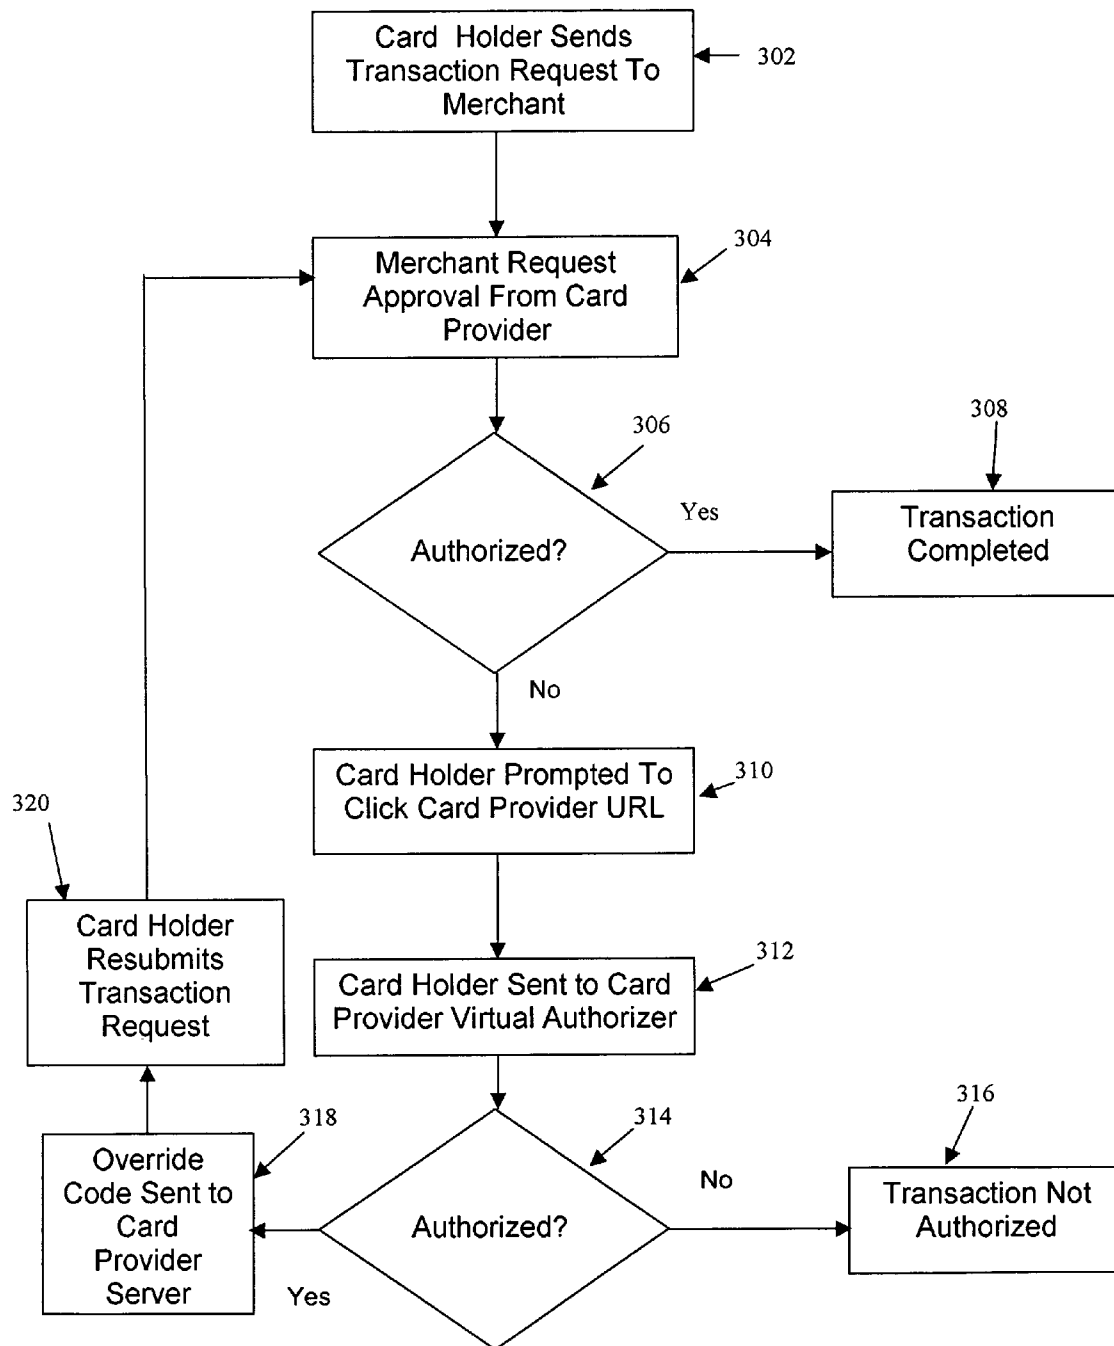 Card Holder Sends
Transaction Request To
Merchant
302
Merchant Request
Approval From Card
Provider
304
306
Authorized?
Yes
308
Transaction
Completed
No
Card Holder Prompted To
Click Card Provider URL
310
320
Card Holder
Resubmits
Transaction
Request
Card Holder Sent to Card
Provider Virtual Authorizer
312
318
Override
Code Sent to
Card
Provider
Server
Yes
314
Authorized?
No
316
Transaction Not
Authorized